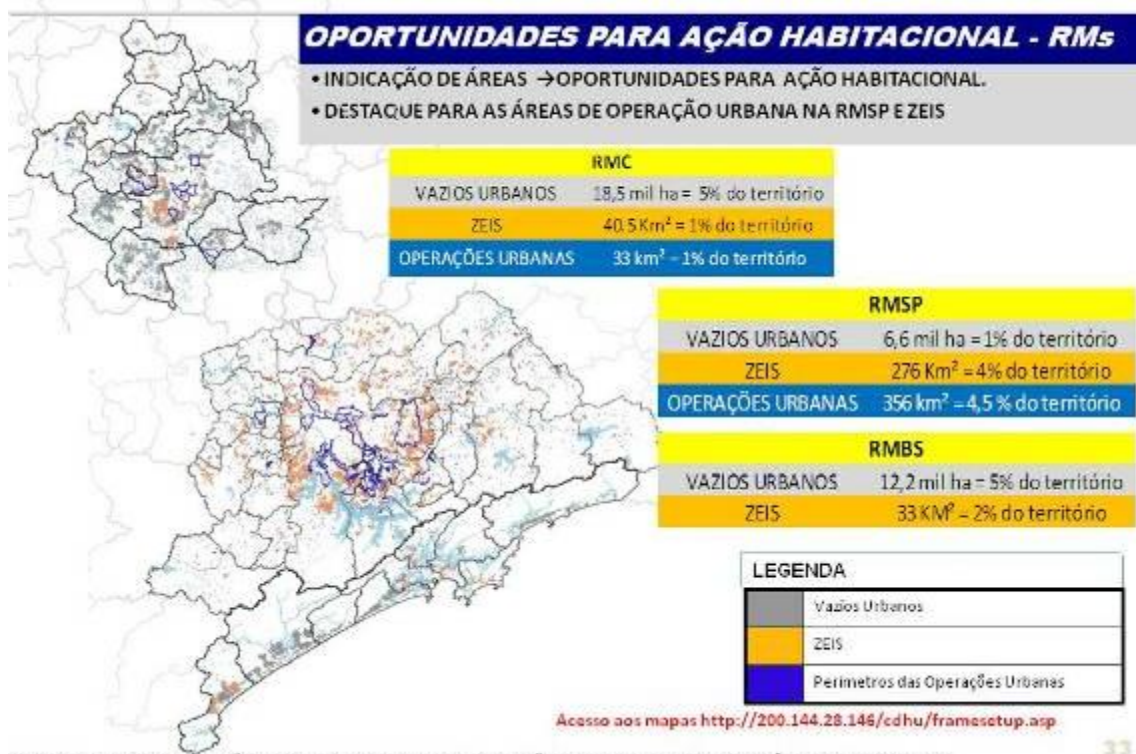 OPORTUNIDADES PARA AÇÃO HABITACIONAL - RMs
• INDICAÇÃO DE ÁREAS →OPORTUNIDADES PARA AÇÃO HABITACIONAL.
• DESTAQUE PARA AS ÁREAS DE OPERAÇÃO URBANA NA RMSP E ZEIS
RMC
VAZIOS URBANOS 18,5 mil ha = 5% do território
ZEIS 40.5 Km² = 1% do território
OPERAÇÕES URBANAS 33 km² – 1% do território
RMSP
VAZIOS URBANOS 6,6 mil ha = 1% do território
ZEIS 276 Km² = 4% do território
OPERAÇÕES URBANAS 356 km² = 4,5 % do território
RMBS
VAZIOS URBANOS 12,2 mil ha = 5% do território
ZEIS 33 KM² – 2% do território
LEGENDA
Vazios Urbanos
ZEIS
Perímetros das Operações Urbanas
Acesso aos mapas http://200.144.28.146/cdhu/framesetup.asp
33